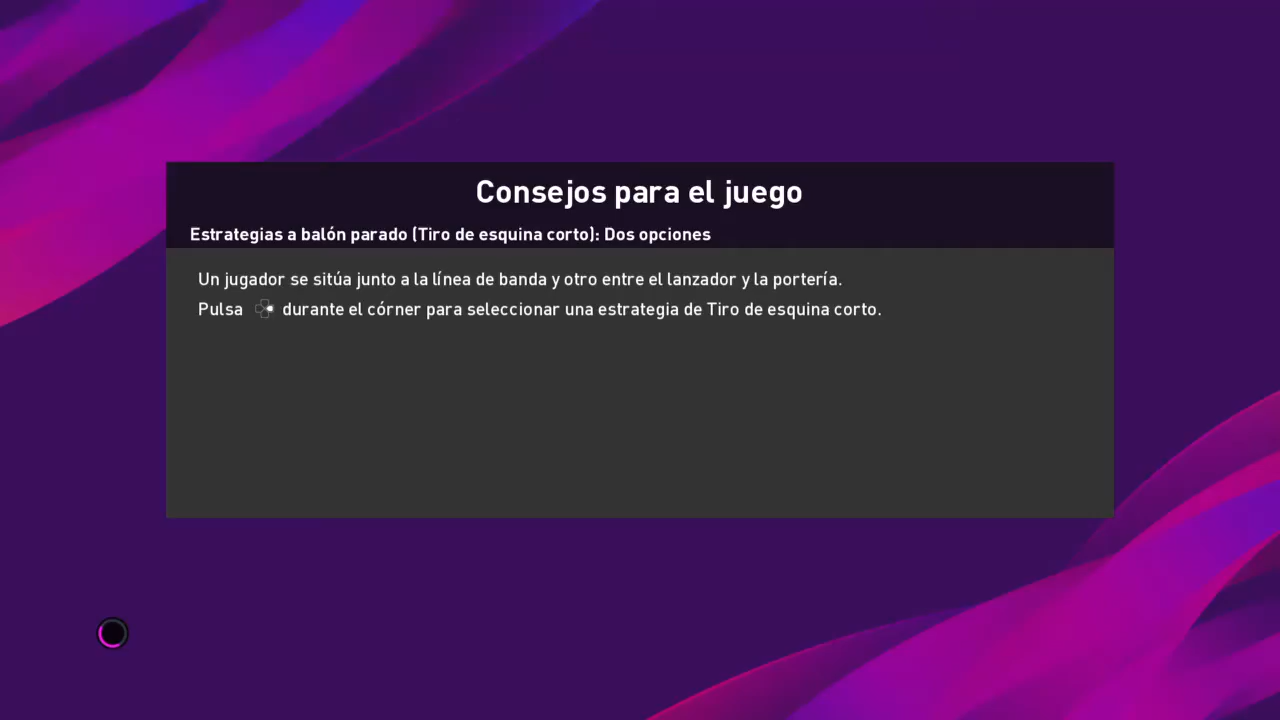 Consejos para el juego
Estrategias a balón parado (Tiro de esquina corto): Dos opciones
Un jugador se sitúa junto a la línea de banda y otro entre el lanzador y la portería.
Pulsa durante el córner para seleccionar una estrategia de Tiro de esquina corto.